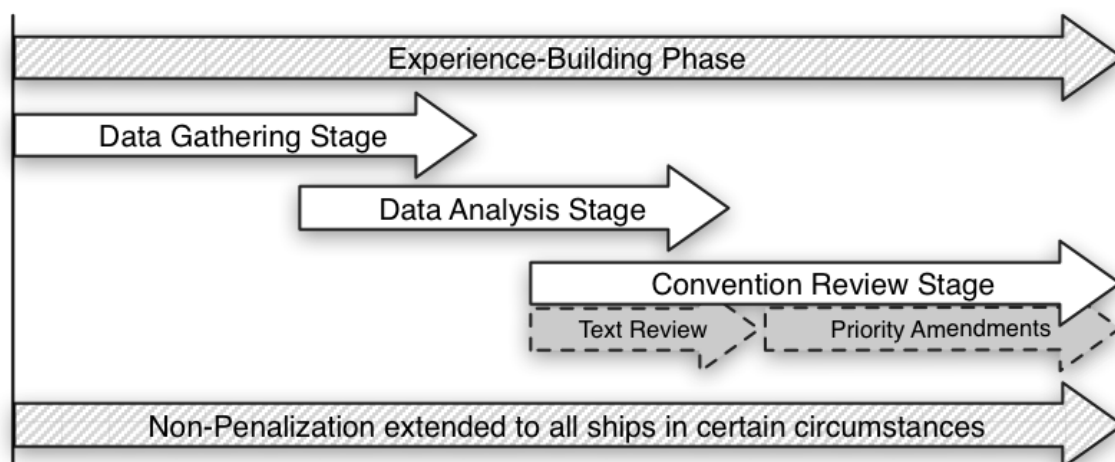 Experience-Building Phase
Data Gathering Stage
Data Analysis Stage
Convention Review Stage
Text Review
Priority Amendments
Non-Penalization extended to all ships in certain circumstances